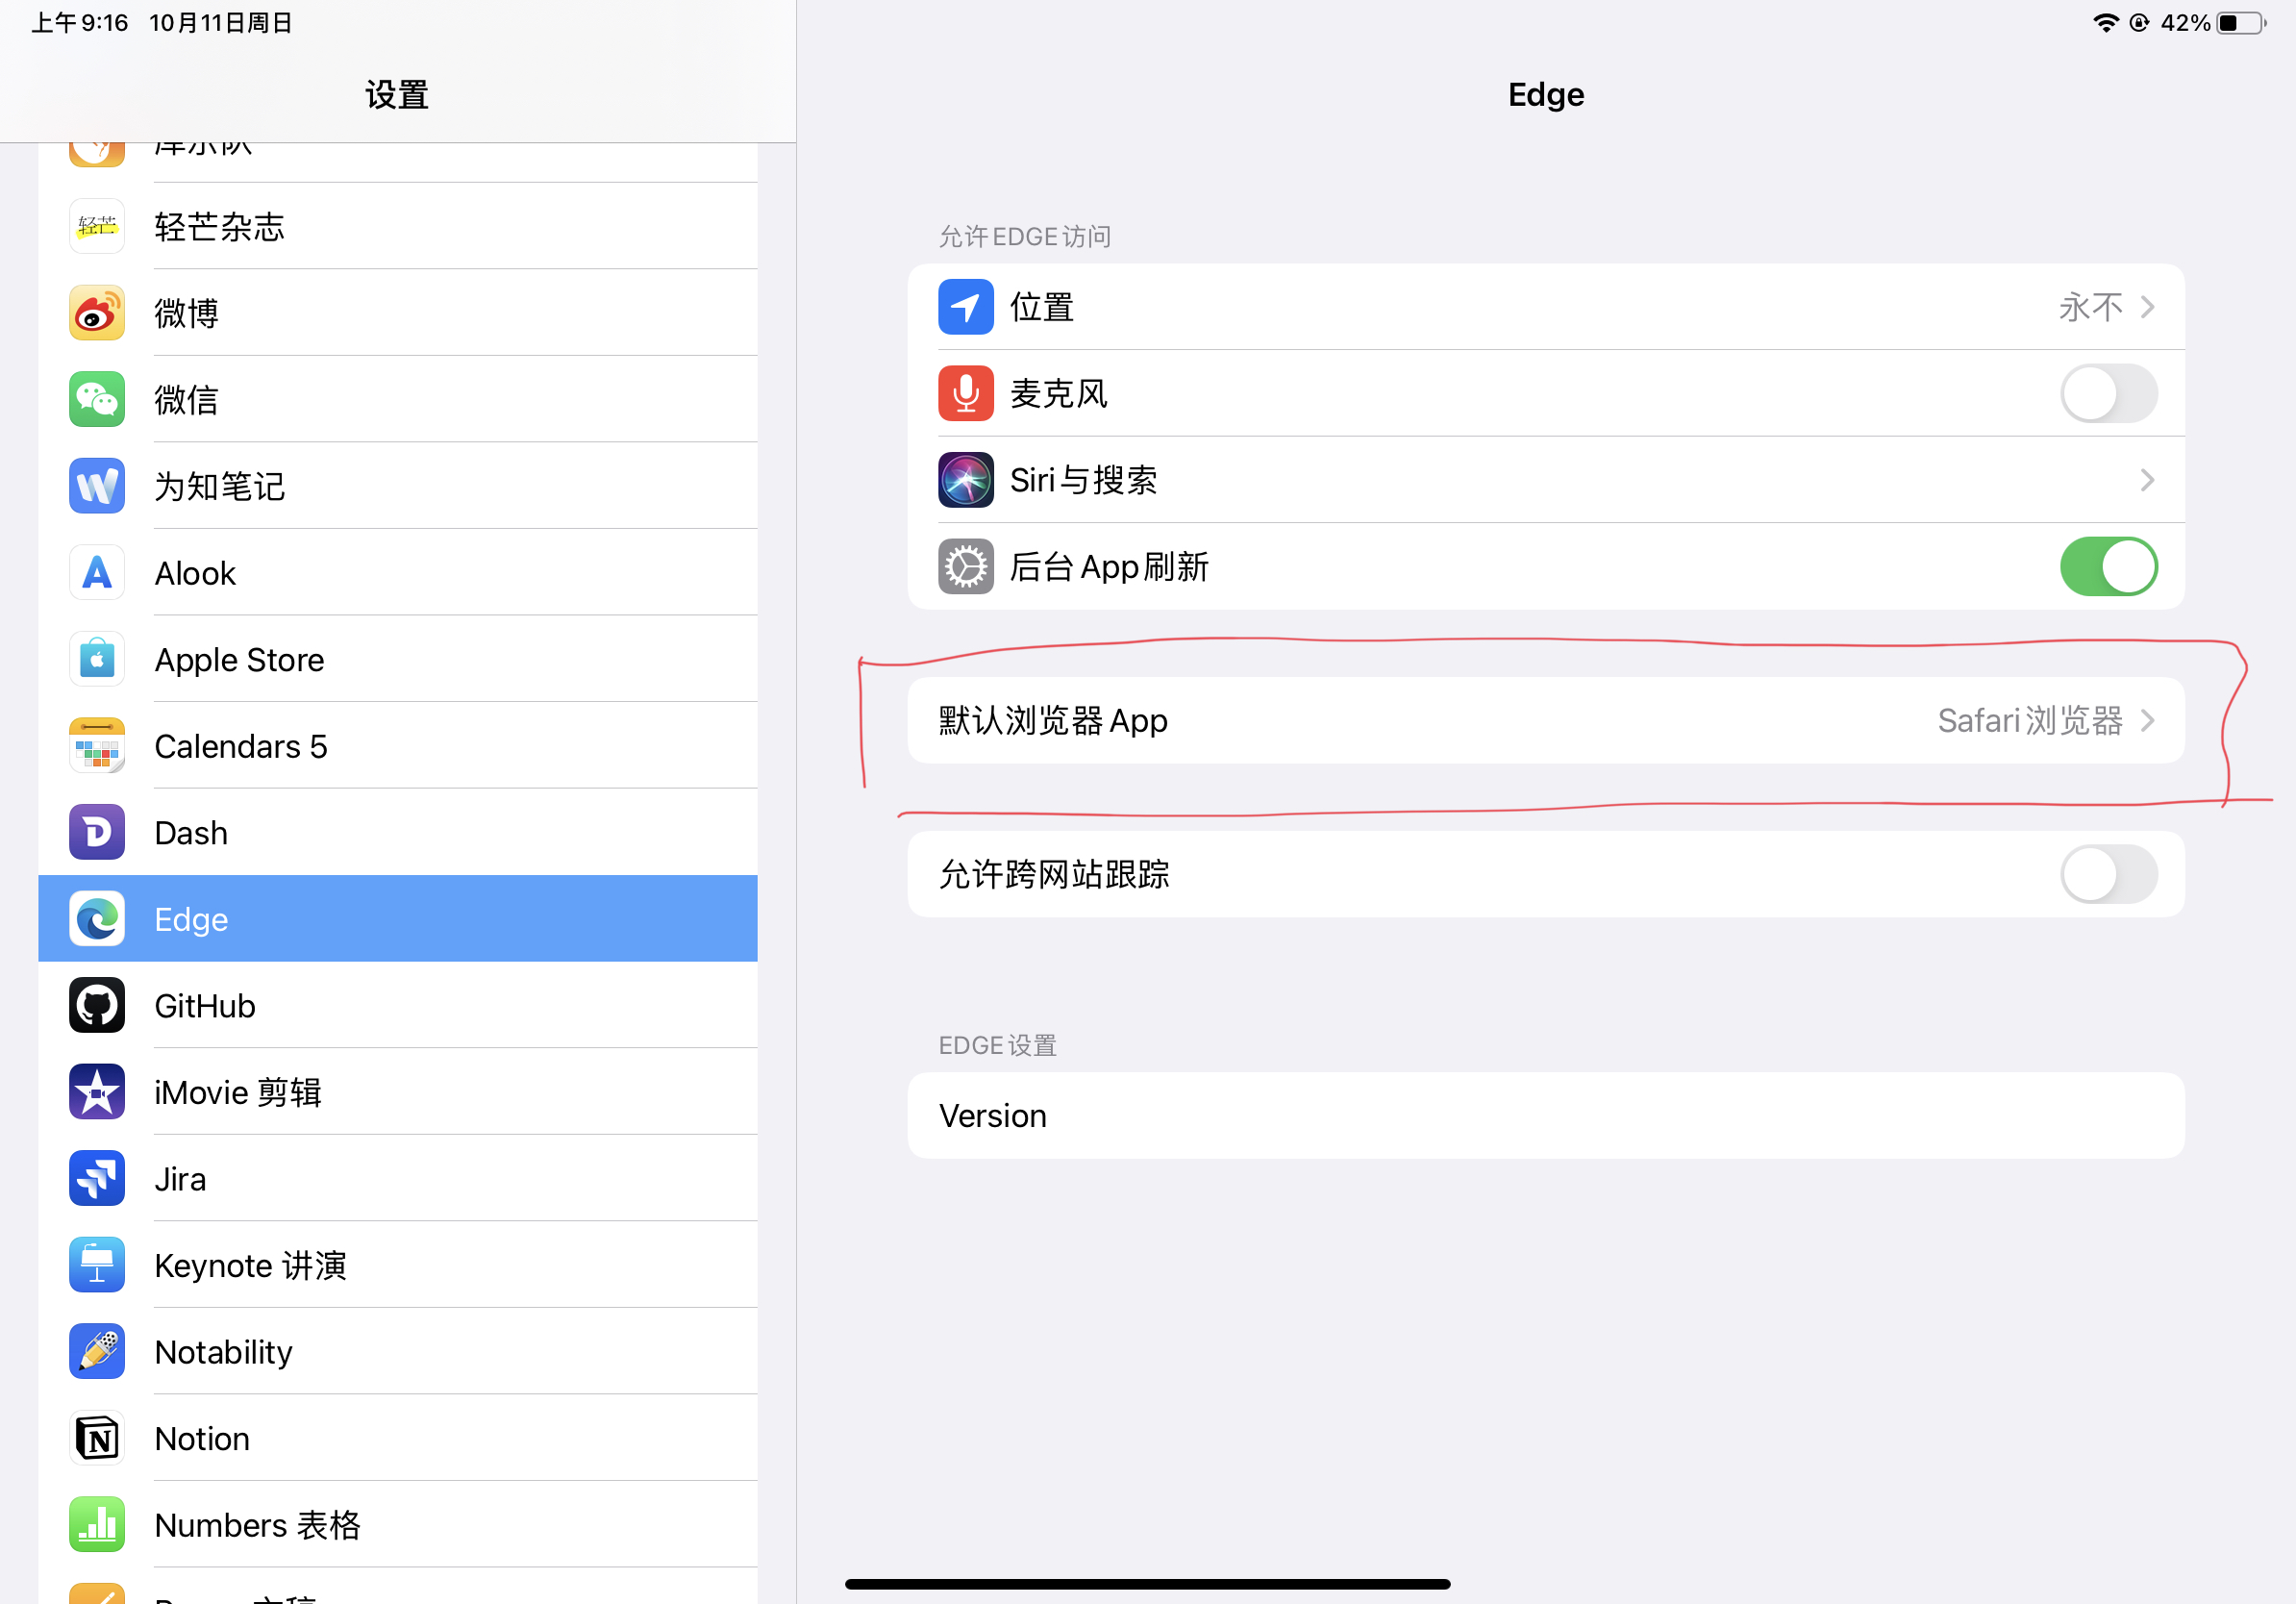 上午9:16 10月11日周日
42%
设置
轻芒杂志
轻芒
微博
微信
为知笔记
Alook
Apple Store
Calendars 5
Dash
Edge
GitHub
iMovie 剪辑
Jira
Keynote 讲演
Notability
Notion
Numbers 表格
Edge
允许EDGE访问
位置 永不
麦克风
Siri与搜索
后台App刷新
默认浏览器App Safari浏览器
允许跨网站跟踪
EDGE设置
Version